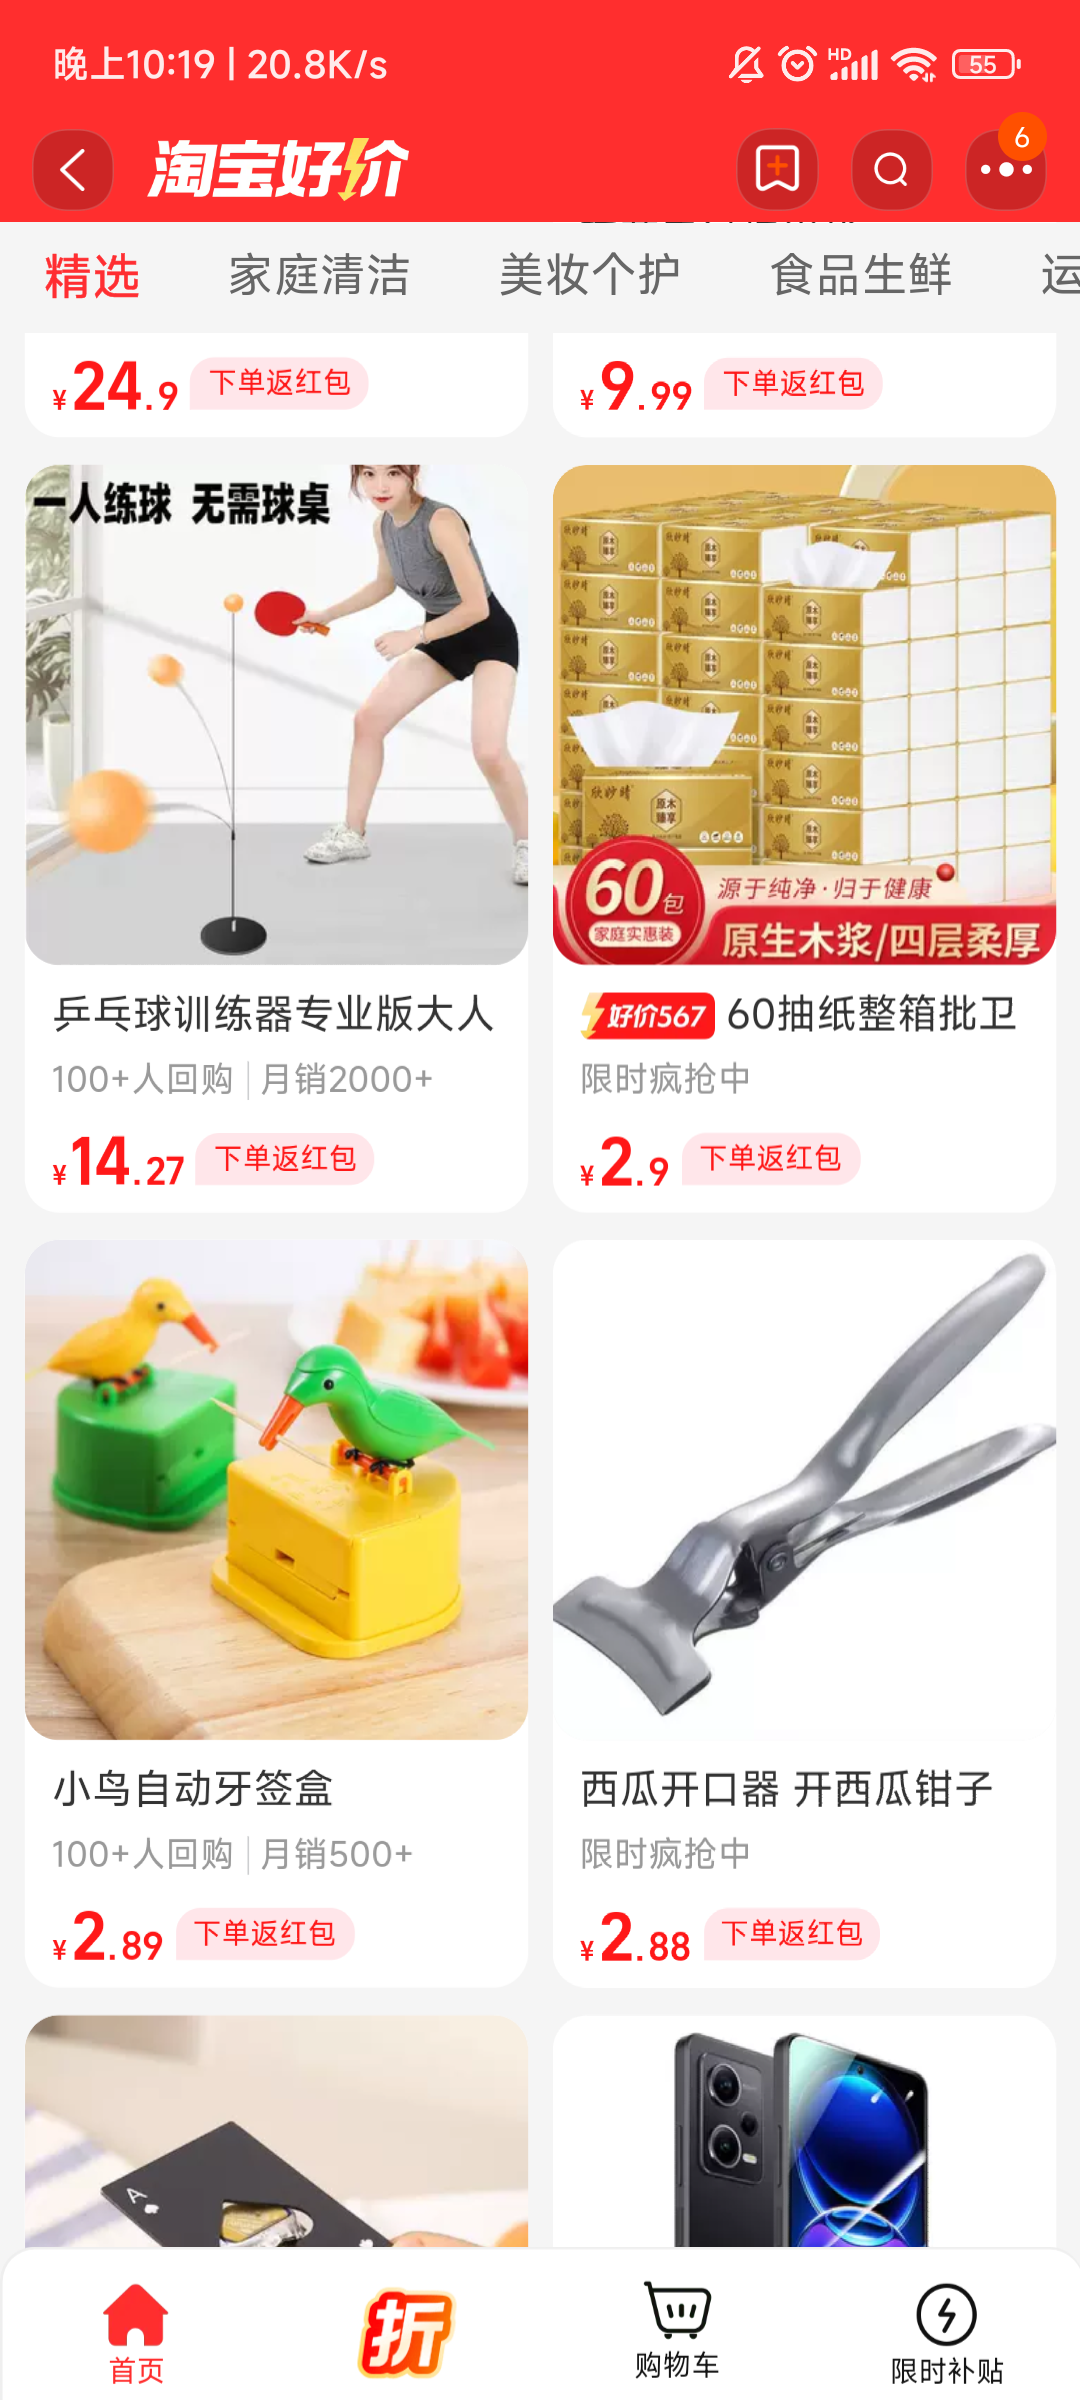 晚上10:19 | 20.8K/s
HD
55
淘宝好价
6
精选 家庭清洁 美妆个护 食品生鲜 运
¥24.9 下单返红包
¥9.99 下单返红包
一人练球 无需球桌
乒乓球训练器专业版大人
100+人回购 | 月销2000+
¥14.27 下单返红包
欣妙晴
原木
臻享
60包
家庭实惠装
源于纯净·归于健康
原生木浆/四层柔厚
好价567 60抽纸整箱批卫
限时疯抢中
¥2.9 下单返红包
小鸟自动牙签盒
100+人回购 | 月销500+
¥2.89 下单返红包
西瓜开口器 开西瓜钳子
限时疯抢中
¥2.88 下单返红包
A
首页
折
购物车
限时补贴